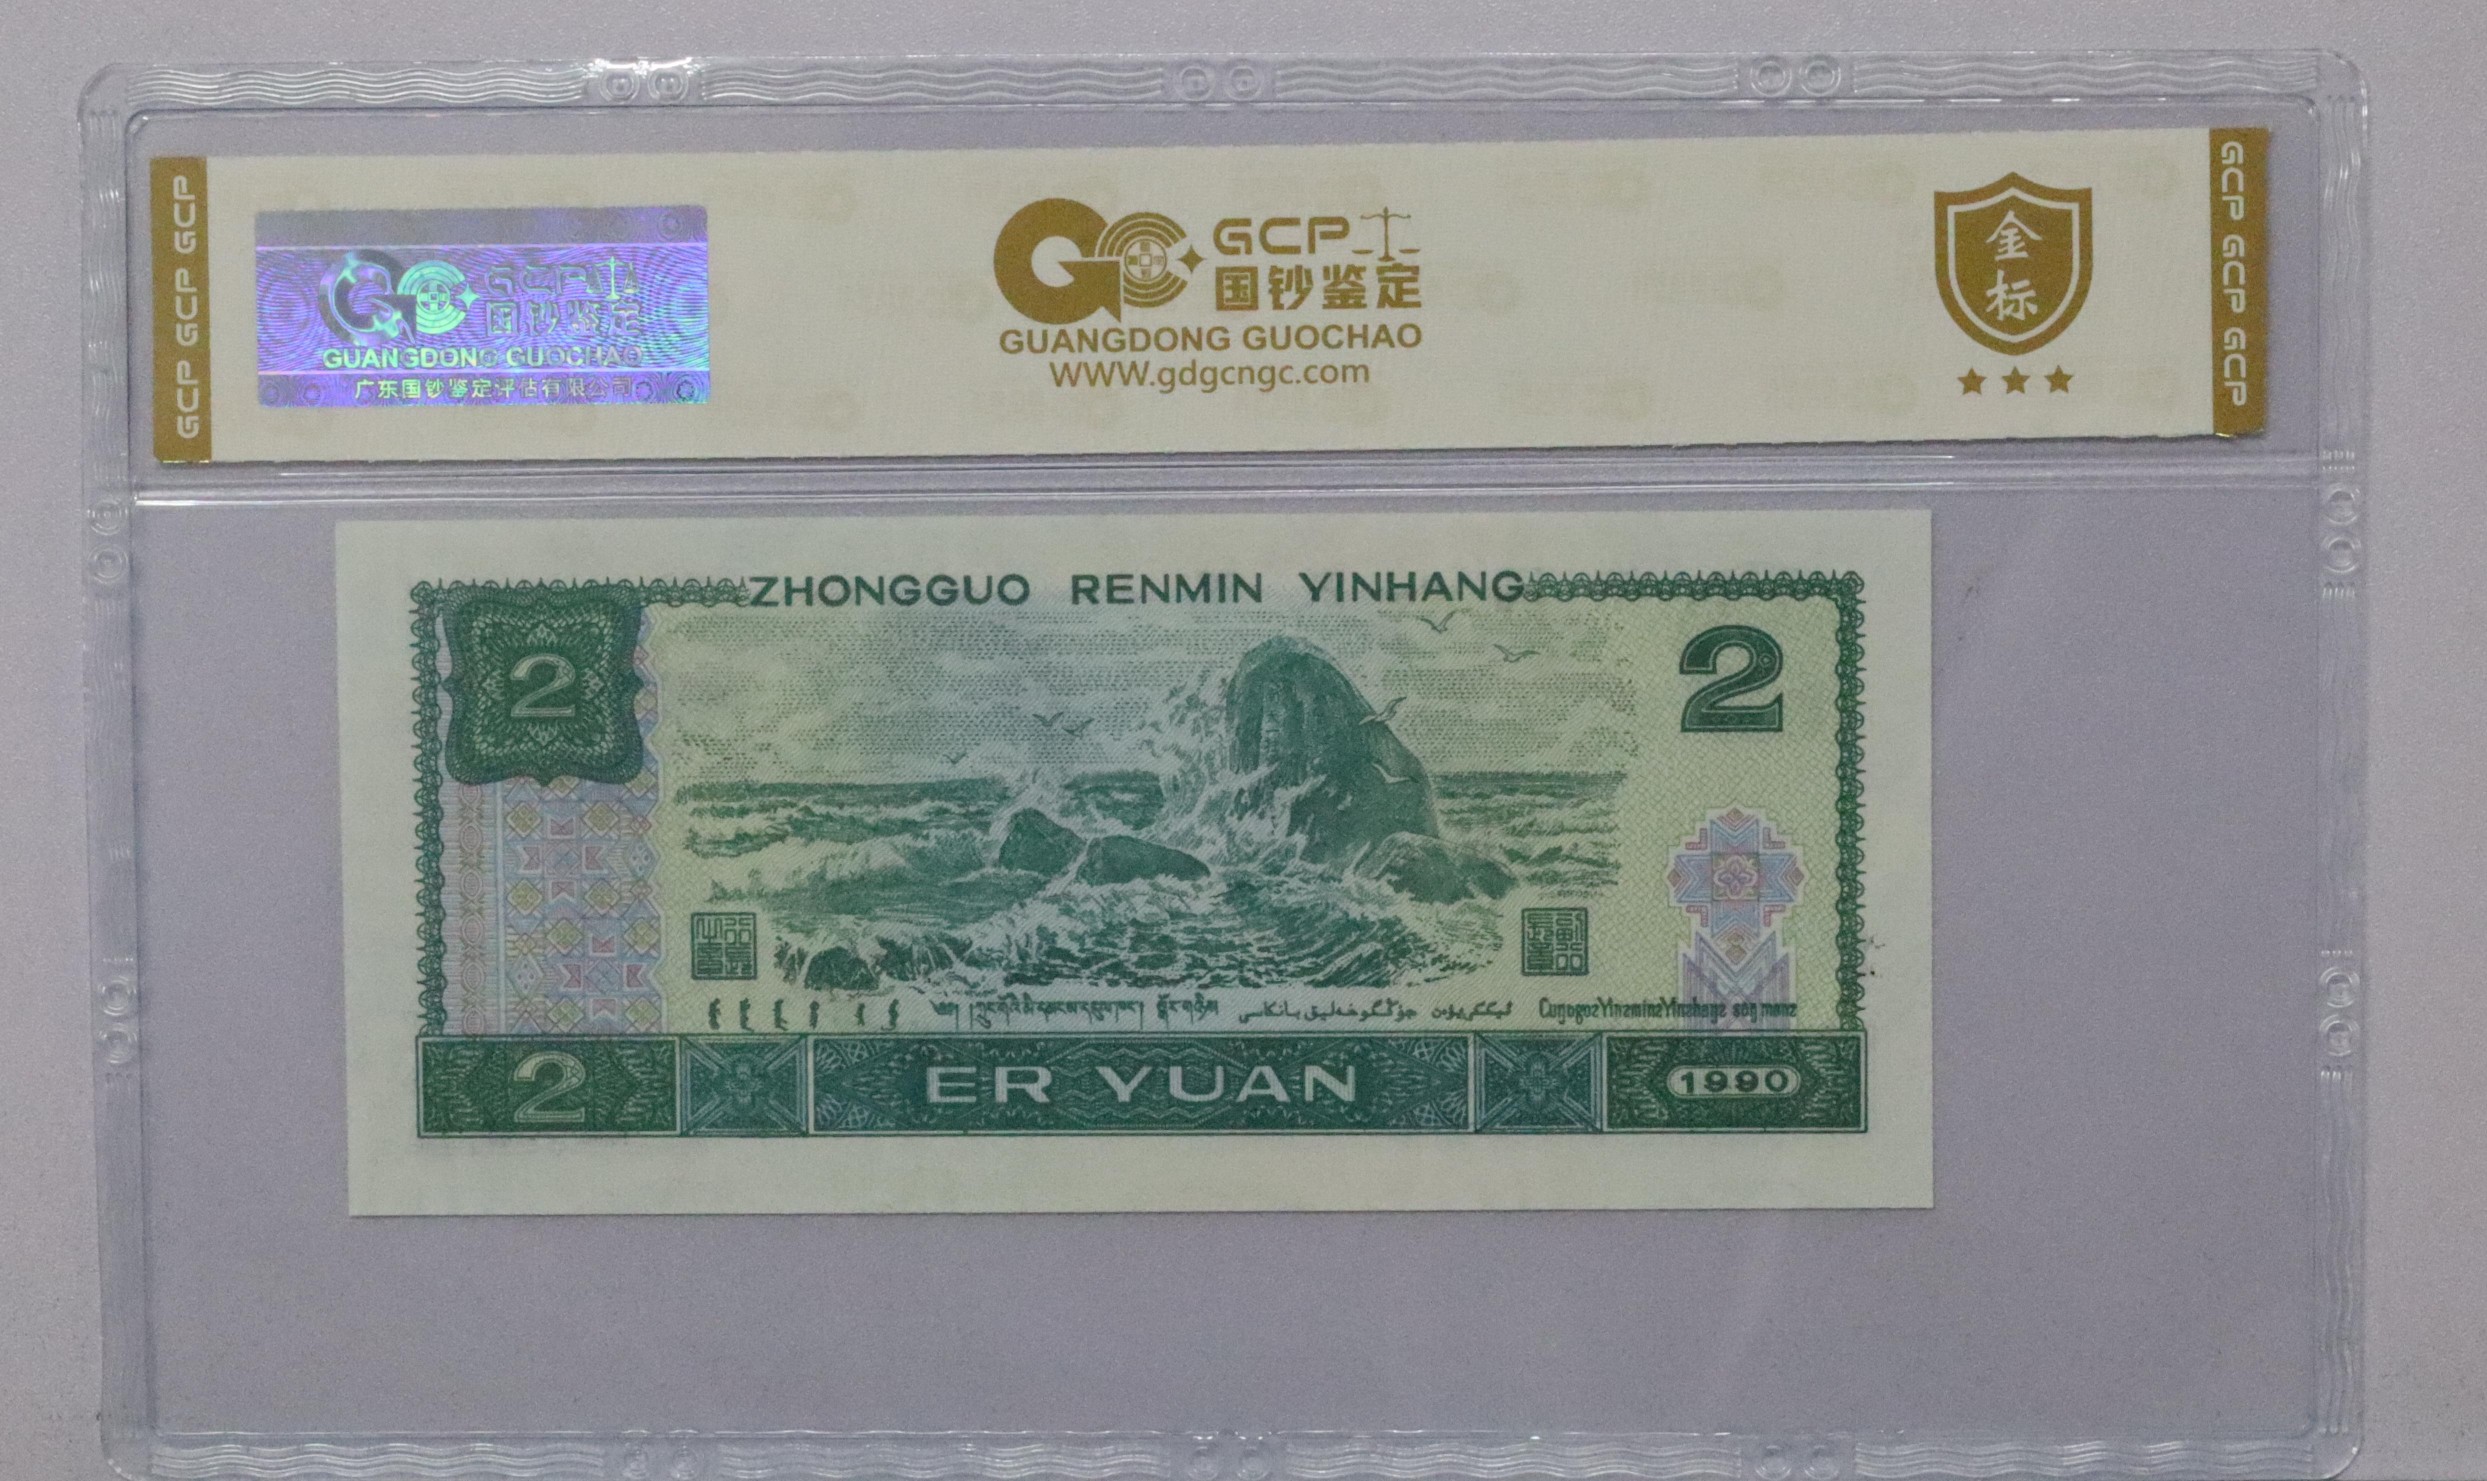 GCP GCP GCP
GCP
国钞鉴定
GUANGDONG GUOCHAO
广东国钞鉴定评估有限公司
GCP
国钞鉴定
GUANGDONG GUOCHAO
www.gdgcngc.com
金
标
GCP GCP GCP
ZHONGGUO RENMIN YINHANG
2
2
2
ER YUAN
1990